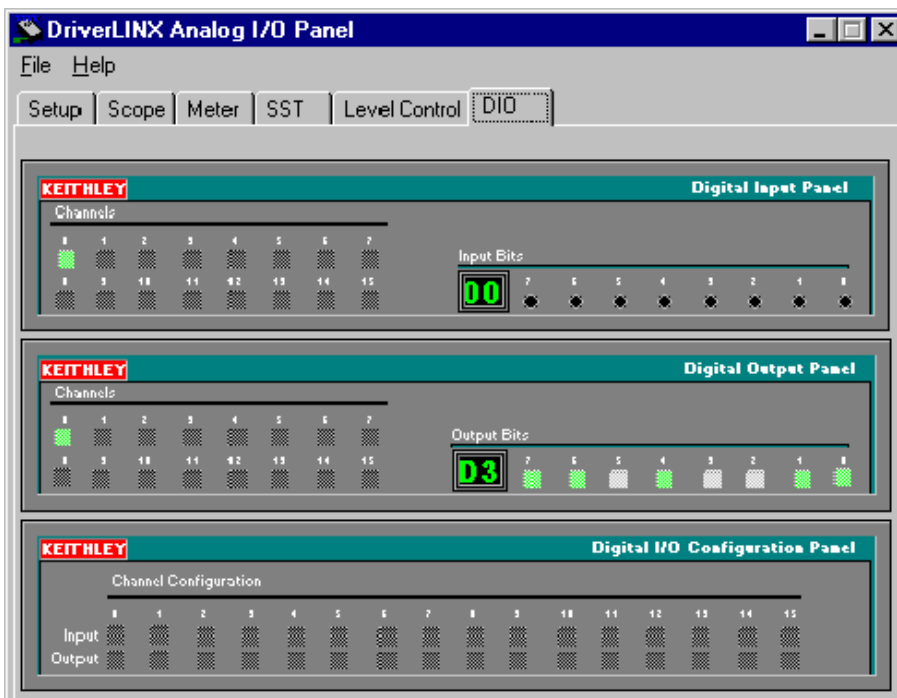 DriverLINX Analog I/O Panel
File Help
Setup Scope Meter SST Level Control DIO
KEITHLEY Digital Input Panel
Channels
0 1 2 3 4 5 6 7
8 9 10 11 12 13 14 15
Input Bits
00 7 6 5 4 3 2 1 0
KEITHLEY Digital Output Panel
Channels
0 1 2 3 4 5 6 7
8 9 10 11 12 13 14 15
Output Bits
D3 7 6 5 4 3 2 1 0
KEITHLEY Digital I/O Configuration Panel
Channel Configuration
0 1 2 3 4 5 6 7 8 9 10 11 12 13 14 15
Input
Output